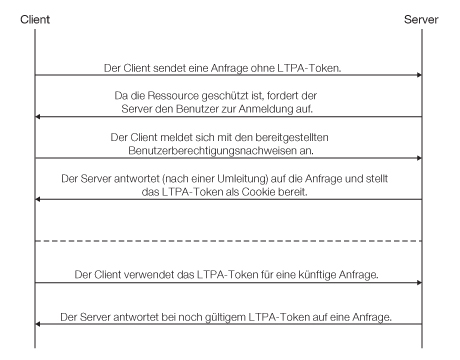 Client
Server
Der Client sendet eine Anfrage ohne LTPA-Token.
Da die Ressource geschützt ist, fordert der
Server den Benutzer zur Anmeldung auf.
Der Client meldet sich mit den bereitgestellten
Benutzerberechtigungsnachweisen an.
Der Server antwortet (nach einer Umleitung) auf die Anfrage und stellt
das LTPA-Token als Cookie bereit.
Der Client verwendet das LTPA-Token für eine künftige Anfrage.
Der Server antwortet bei noch gültigem LTPA-Token auf eine Anfrage.